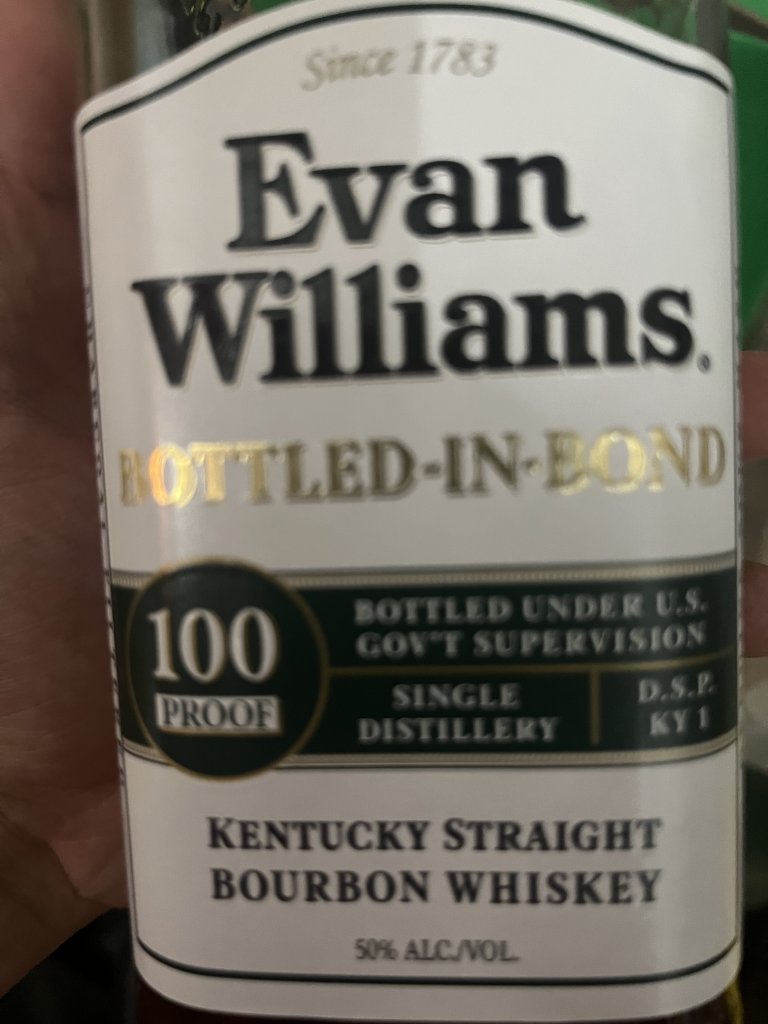 Since 1783
Evan
Williams.
BOTTLED-IN-BOND
100
PROOF
BOTTLED UNDER U.S.
GOV'T SUPERVISION
SINGLE
DISTILLERY
D.S.P.
KY 1
KENTUCKY STRAIGHT
BOURBON WHISKEY
50% ALC./VOL.